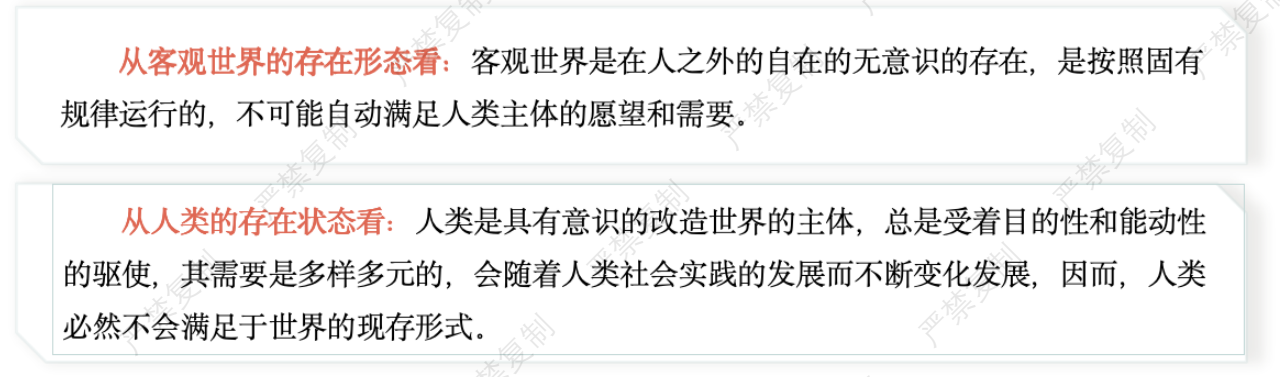 从客观世界的存在形态看：客观世界是在人之外的自在的无意识的存在，是按照固有
规律运行的，不可能自动满足人类主体的愿望和需要。
从人类的存在状态看：人类是具有意识的改造世界的主体，总是受着目的性和能动性
的驱使，其需要是多样多元的，会随着人类社会实践的发展而不断变化发展，因而，人类
必然不会满足于世界的现存形式。
严禁复制
严禁复制
严禁复制
严禁复制
严禁复制
严禁复制
严禁复制
严禁复制
严禁复制